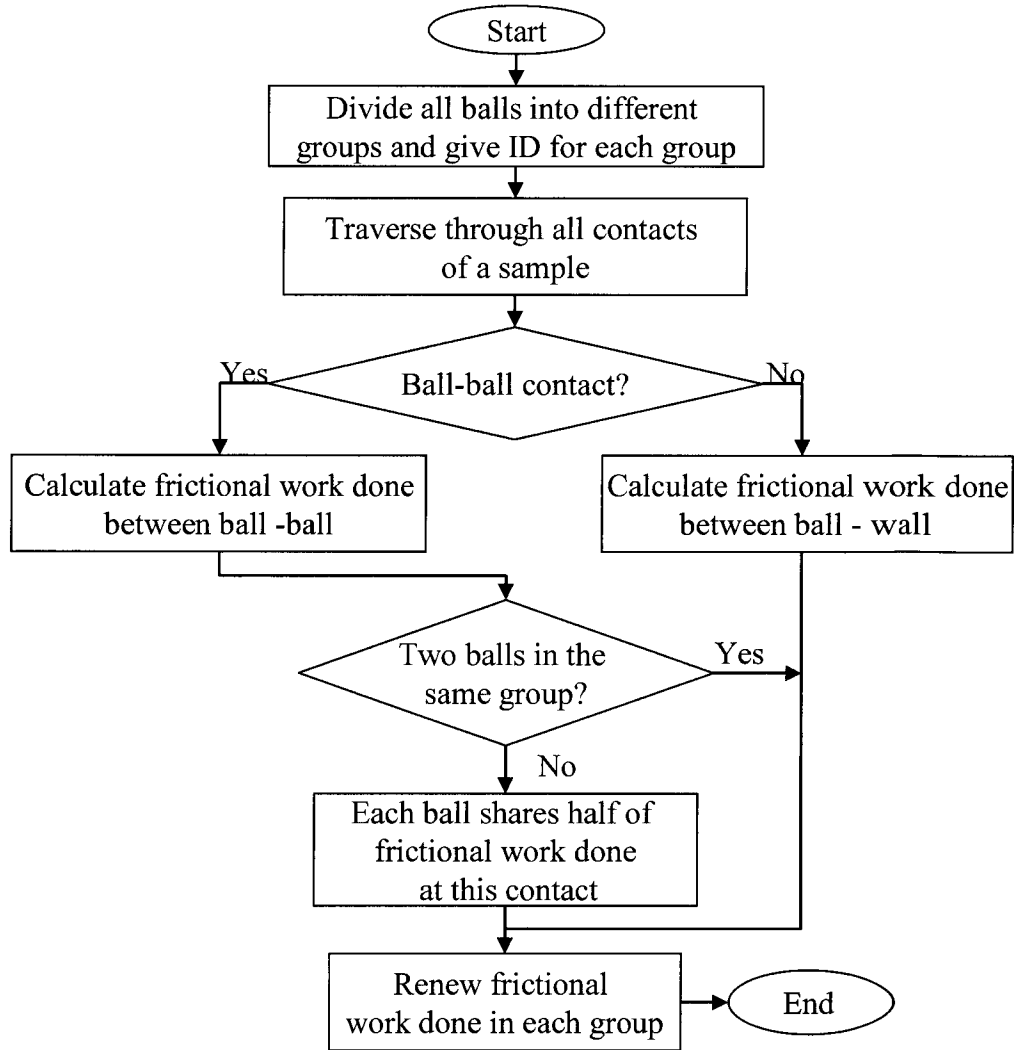 Start
Divide all balls into different
groups and give ID for each group
Traverse through all contacts
of a sample
Yes
Ball-ball contact?
No
Calculate frictional work done
between ball -ball
Calculate frictional work done
between ball - wall
Two balls in the
same group?
Yes
No
Each ball shares half of
frictional work done
at this contact
Renew frictional
work done in each group
End